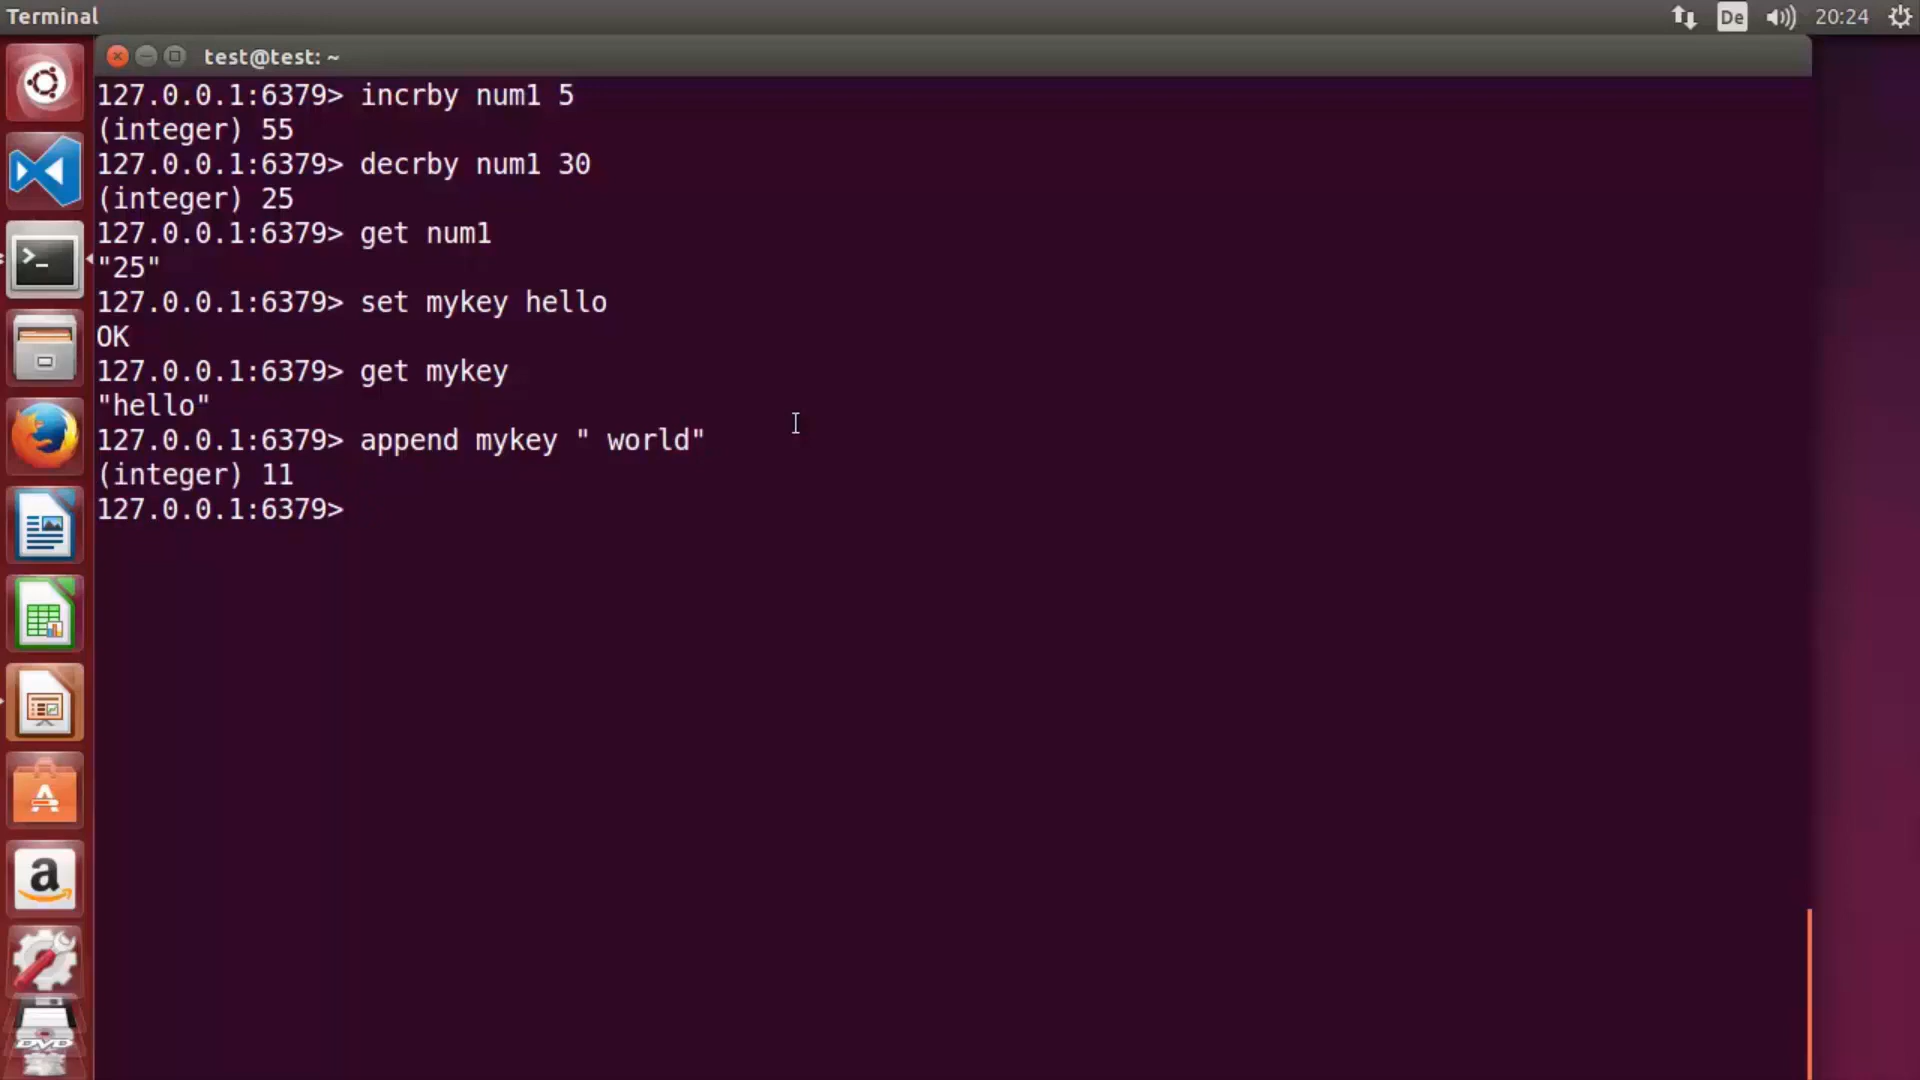 Terminal
De
20:24
test@test: ~
127.0.0.1:6379> incrby num1 5
(integer) 55
127.0.0.1:6379> decrby num1 30
(integer) 25
127.0.0.1:6379> get num1
"25"
127.0.0.1:6379> set mykey hello
OK
127.0.0.1:6379> get mykey
"hello"
127.0.0.1:6379> append mykey " world"
(integer) 11
127.0.0.1:6379>
>_
A
a
DVD